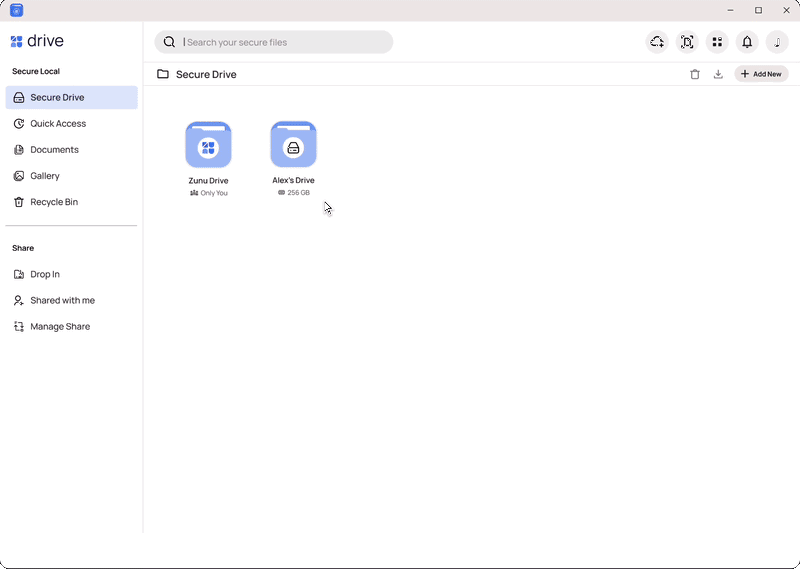 drive
Search your secure files
Secure Local
Secure Drive
Add New
Secure Drive
Quick Access
Documents
Gallery
Recycle Bin
Zunu Drive
Only You
Alex's Drive
256 GB
Share
Drop In
Shared with me
Manage Share